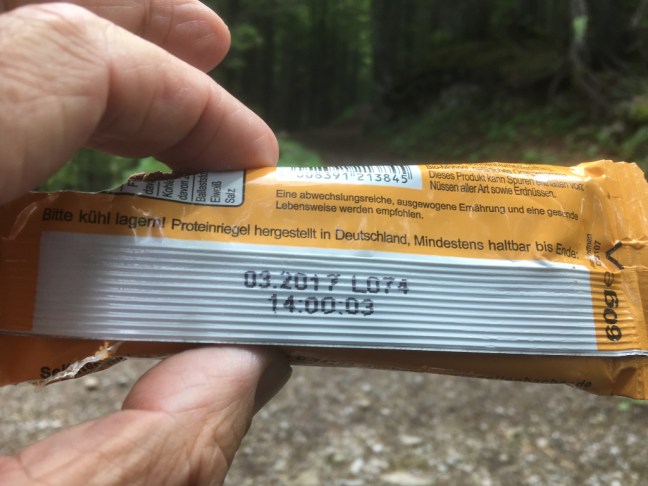 Salz
213845
Dieses Produkt kann Spuren enthalten von:
Nüssen aller Art sowie Erdnüssen.
Eine abwechslungsreiche, ausgewogene Ernährung und eine gesunde
Lebensweise werden empfohlen.
Bitte kühl lagern! Proteinriegel hergestellt in Deutschland, Mindestens haltbar bis Ende:
03.2017 L074
14:00:03
60g e